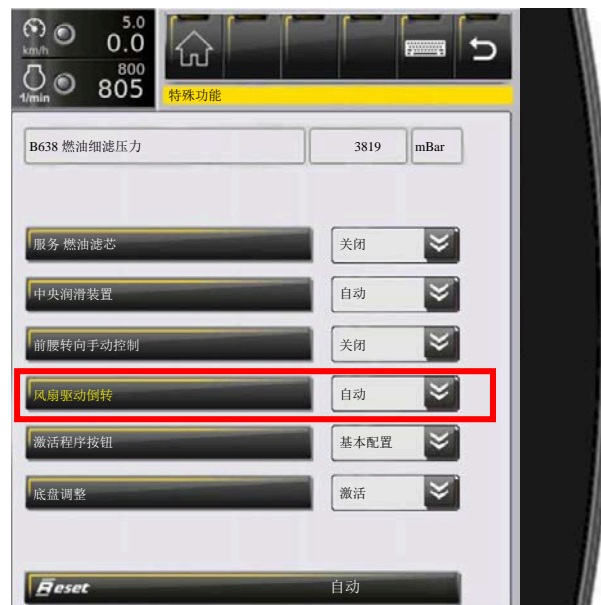 5.0
km/h 0.0
800
1/min 805
特殊功能
B638 燃油细滤压力 3819 mBar
服务 燃油滤芯 关闭
中央润滑装置 自动
前腰转向手动控制 关闭
风扇驱动倒转 自动
激活程序按钮 基本配置
底盘调整 激活
Reset 自动